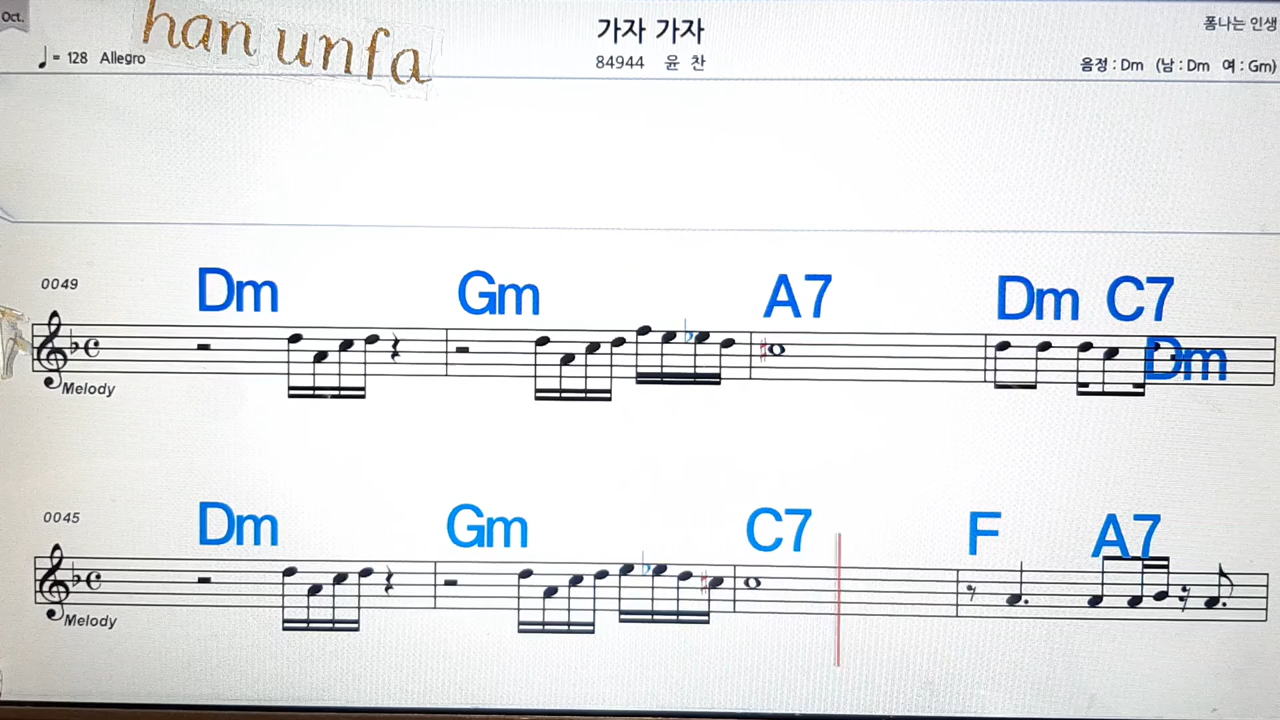 Oct.
han unfa
가자 가자
폼나는 인생
♩ = 128 Allegro
84944 윤 찬
음정 : Dm (남 : Dm 여 : Gm)
0049
Dm Gm A7 Dm C7
Dm
Melody
0045
Dm Gm C7 F A7
Melody